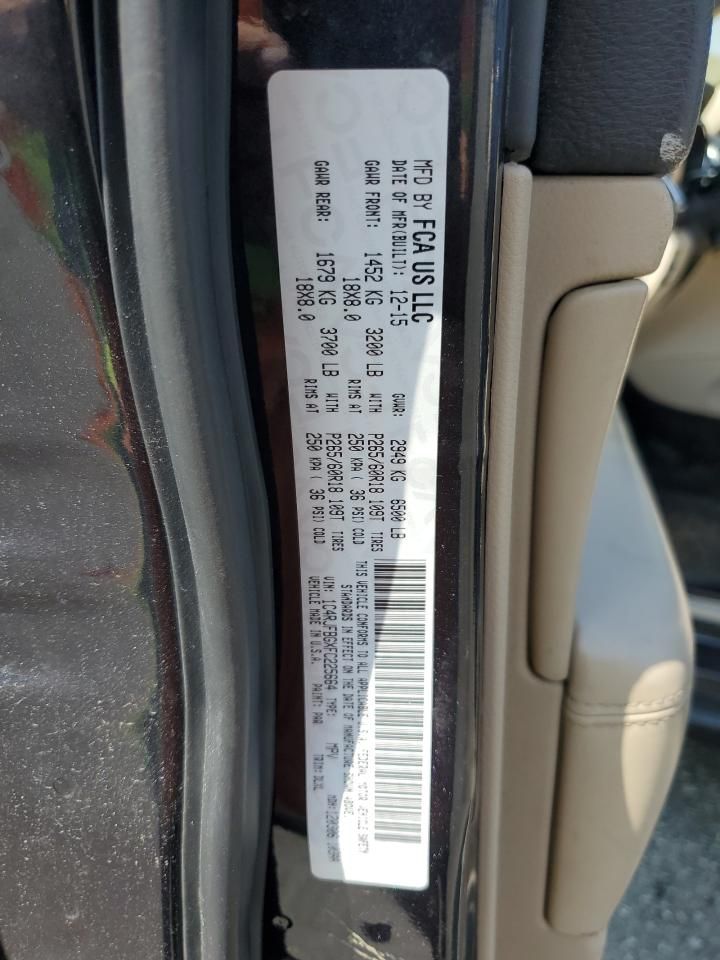 MFD BY FCA US LLC
DATE OF MFR(BUILT): 12-15 GVWR: 2949 KG 6500 LB
GAWR FRONT: 1452 KG 3200 LB WITH P265/60R18 109T TIRES
18X8.0 RIMS AT 250 KPA ( 36 PSI) COLD
GAWR REAR: 1679 KG 3700 LB WITH P265/60R18 109T TIRES
18X8.0 RIMS AT 250 KPA ( 36 PSI) COLD
THIS VEHICLE CONFORMS TO ALL APPLICABLE U.S.A. FEDERAL MOTOR VEHICLE SAFETY
STANDARDS IN EFFECT ON THE DATE OF MANUFACTURE SHOWN ABOVE.
VIN: 1C4RJFBGXFC225664 TYPE: MPV
VEHICLE MADE IN U.S.A. PAINT: PAR TRIM: